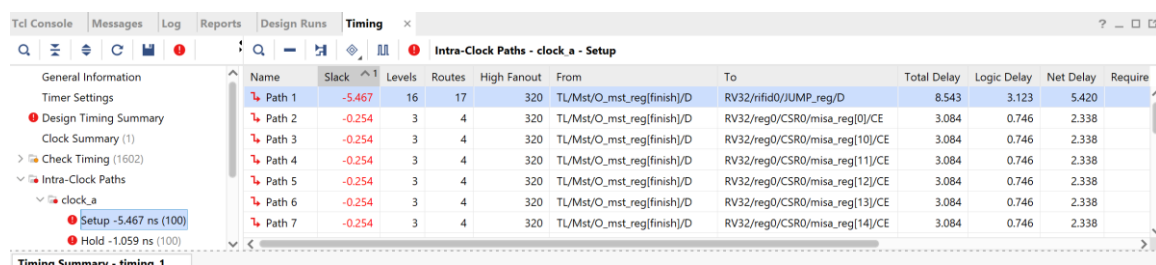 Tcl Console Messages Log Reports Design Runs Timing ×
? _
Intra-Clock Paths - clock_a - Setup
General Information
Timer Settings
Design Timing Summary
Clock Summary (1)
> Check Timing (1602)
Intra-Clock Paths
clock_a
Setup -5.467 ns (100)
Hold -1.059 ns (100)
Name Slack ^1 Levels Routes High Fanout From To Total Delay Logic Delay Net Delay Require
Path 1 -5.467 16 17 320 TL/Mst/O_mst_reg[finish]/D RV32/rifid0/JUMP_reg/D 8.543 3.123 5.420
Path 2 -0.254 3 4 320 TL/Mst/O_mst_reg[finish]/D RV32/reg0/CSR0/misa_reg[0]/CE 3.084 0.746 2.338
Path 3 -0.254 3 4 320 TL/Mst/O_mst_reg[finish]/D RV32/reg0/CSR0/misa_reg[10]/CE 3.084 0.746 2.338
Path 4 -0.254 3 4 320 TL/Mst/O_mst_reg[finish]/D RV32/reg0/CSR0/misa_reg[11]/CE 3.084 0.746 2.338
Path 5 -0.254 3 4 320 TL/Mst/O_mst_reg[finish]/D RV32/reg0/CSR0/misa_reg[12]/CE 3.084 0.746 2.338
Path 6 -0.254 3 4 320 TL/Mst/O_mst_reg[finish]/D RV32/reg0/CSR0/misa_reg[13]/CE 3.084 0.746 2.338
Path 7 -0.254 3 4 320 TL/Mst/O_mst_reg[finish]/D RV32/reg0/CSR0/misa_reg[14]/CE 3.084 0.746 2.338
Timing Summary - timing_1